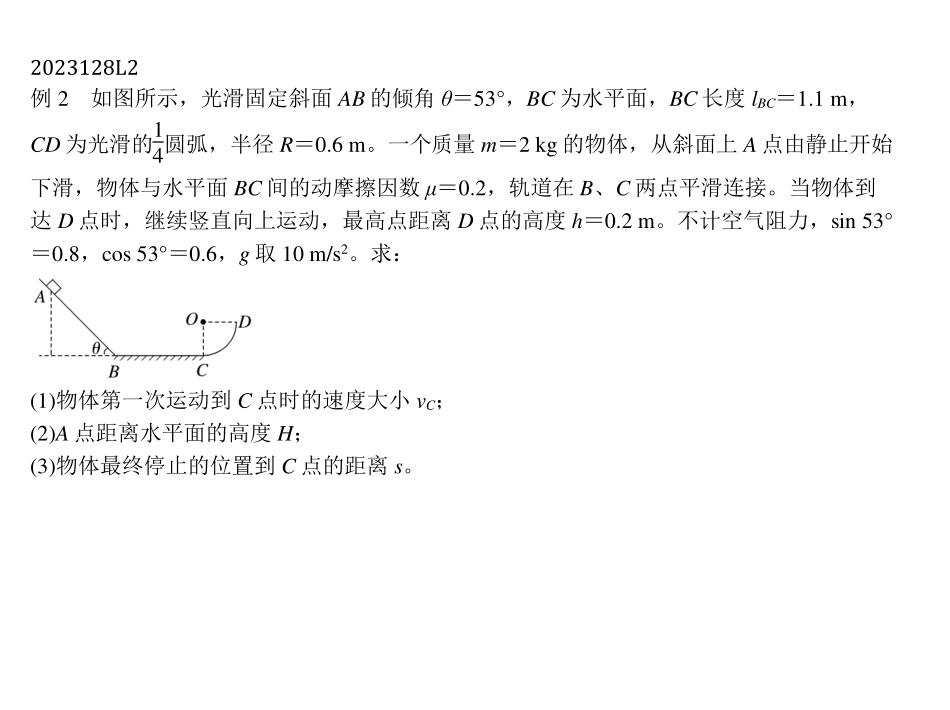 2023128L2
例 2　如图所示，光滑固定斜面 AB 的倾角 θ＝53°，BC 为水平面，BC 长度 lBC＝1.1 m，
CD 为光滑的1/4圆弧，半径 R＝0.6 m。一个质量 m＝2 kg 的物体，从斜面上 A 点由静止开始
下滑，物体与水平面 BC 间的动摩擦因数 μ＝0.2，轨道在 B、C 两点平滑连接。当物体到
达 D 点时，继续竖直向上运动，最高点距离 D 点的高度 h＝0.2 m。不计空气阻力，sin 53°
＝0.8，cos 53°＝0.6，g 取 10 m/s²。求：
A
O D
θ
B C
(1)物体第一次运动到 C 点时的速度大小 vC；
(2)A 点距离水平面的高度 H；
(3)物体最终停止的位置到 C 点的距离 s。